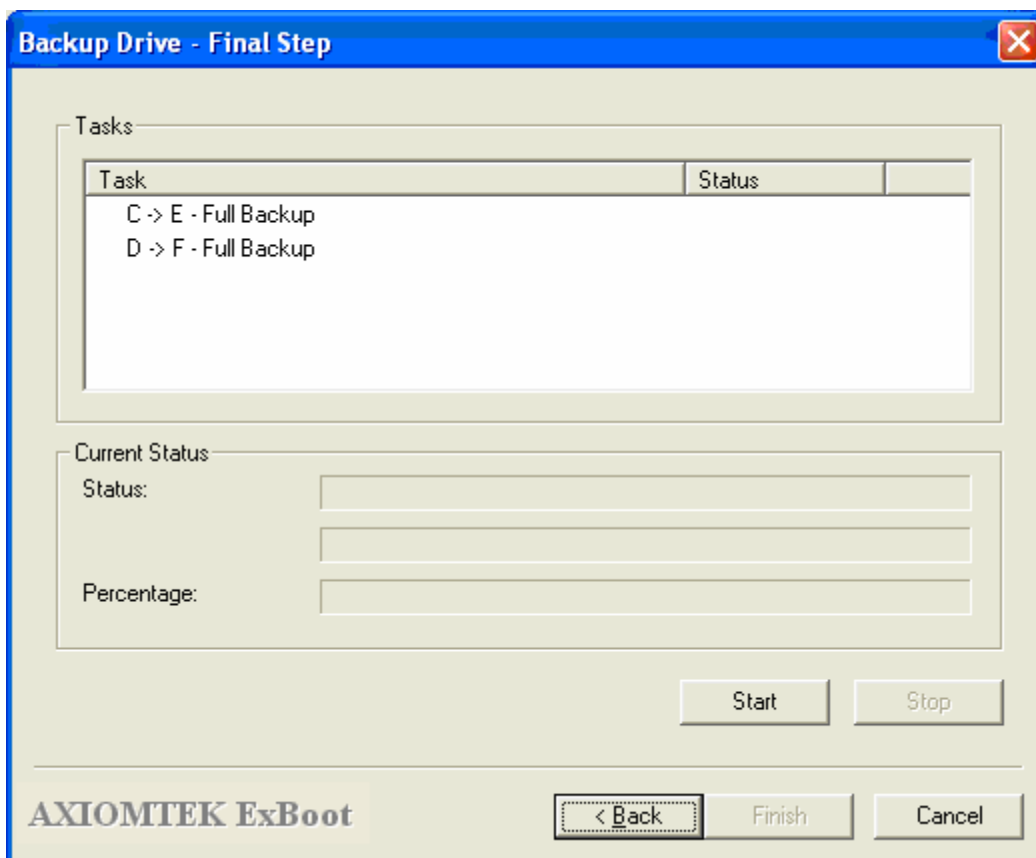 Backup Drive - Final Step
Tasks
Task Status
C -> E - Full Backup
D -> F - Full Backup
Current Status
Status:
Percentage:
Start Stop
AXIOMTEK ExBoot < Back Finish Cancel